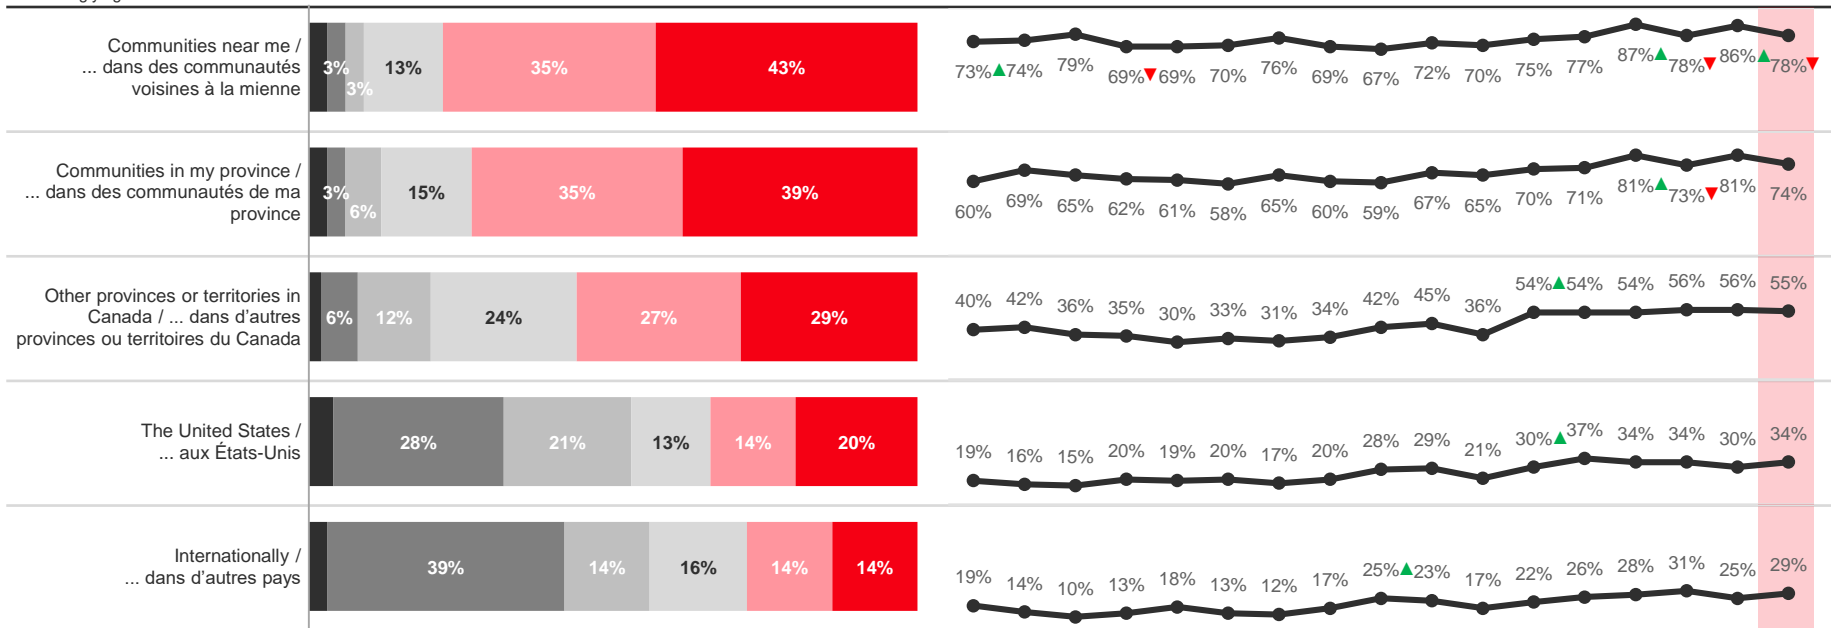 Communities near me /
... dans des communautés
voisines à la mienne
3%
3%
13%
35%
43%
73% 74% 79% 69% 69% 70% 76% 69% 67% 72% 70% 75% 77% 87% 78% 86% 78%
Communities in my province /
... dans des communautés de ma
province
3%
6%
15%
35%
39%
60% 69% 65% 62% 61% 58% 65% 60% 59% 67% 65% 70% 71% 81% 73% 81% 74%
Other provinces or territories in
Canada / ... dans d'autres
provinces ou territoires du Canada
6% 12% 24% 27% 29%
40% 42% 36% 35% 30% 33% 31% 34% 42% 45% 36% 54% 54% 54% 56% 56% 55%
The United States /
... aux États-Unis
28% 21% 13% 14% 20%
19% 16% 15% 20% 19% 20% 17% 20% 28% 29% 21% 30% 37% 34% 34% 30% 34%
Internationally /
... dans d'autres pays
39% 14% 16% 14% 14%
19% 14% 10% 13% 18% 13% 12% 17% 25% 23% 17% 22% 26% 28% 31% 25% 29%